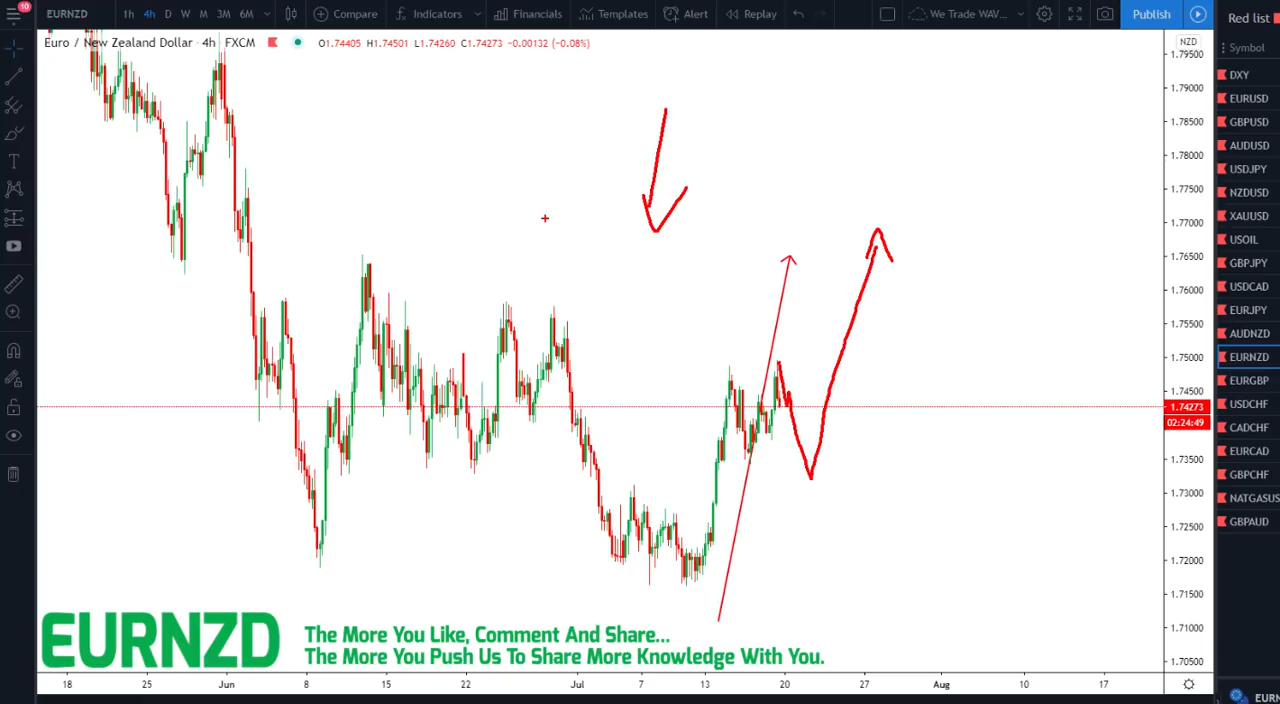 10
EURNZD 1h 4h D W M 3M 6M Compare Indicators Financials Templates Alert Replay We Trade WAV... Publish Red list
Symbol
Euro / New Zealand Dollar · 4h · FXCM O1.74405 H1.74501 L1.74260 C1.74273 −0.00132 (−0.08%)
NZD
1.79500
1.79000
1.78500
1.78000
1.77500
1.77000
1.76500
1.76000
1.75500
1.75000
1.74500
1.74273
02:24:49
1.73500
1.73000
1.72500
1.72000
1.71500
1.71000
1.70500
DXY
EURUSD
GBPUSD
AUDUSD
USDJPY
NZDUSD
XAUUSD
USOIL
GBPJPY
USDCAD
EURJPY
AUDNZD
EURNZD
EURGBP
USDCHF
CADCHF
EURCAD
GBPCHF
NATGASUS
GBPAUD
EURNZD
The More You Like, Comment And Share...
The More You Push Us To Share More Knowledge With You.
18 25 Jun 8 15 22 Jul 7 13 20 27 Aug 10 17
EURN